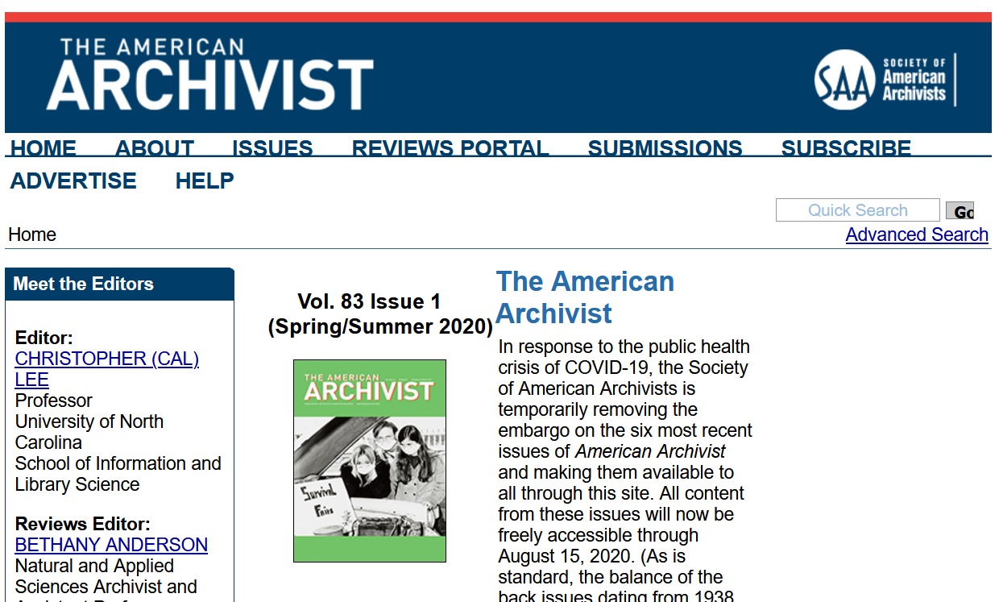 THE AMERICAN
ARCHIVIST
SAA
SOCIETY OF
American
Archivists
HOME ABOUT ISSUES REVIEWS PORTAL SUBMISSIONS SUBSCRIBE
ADVERTISE HELP
Quick Search Go
Home
Advanced Search
Meet the Editors
Editor:
CHRISTOPHER (CAL)
LEE
Professor
University of North
Carolina
School of Information and
Library Science
Reviews Editor:
BETHANY ANDERSON
Natural and Applied
Sciences Archivist and
Vol. 83 Issue 1
(Spring/Summer 2020)
THE AMERICAN
ARCHIVIST
Survival
Fair
The American
Archivist
In response to the public health
crisis of COVID-19, the Society
of American Archivists is
temporarily removing the
embargo on the six most recent
issues of American Archivist
and making them available to
all through this site. All content
from these issues will now be
freely accessible through
August 15, 2020. (As is
standard, the balance of the
back issues dating from 1938